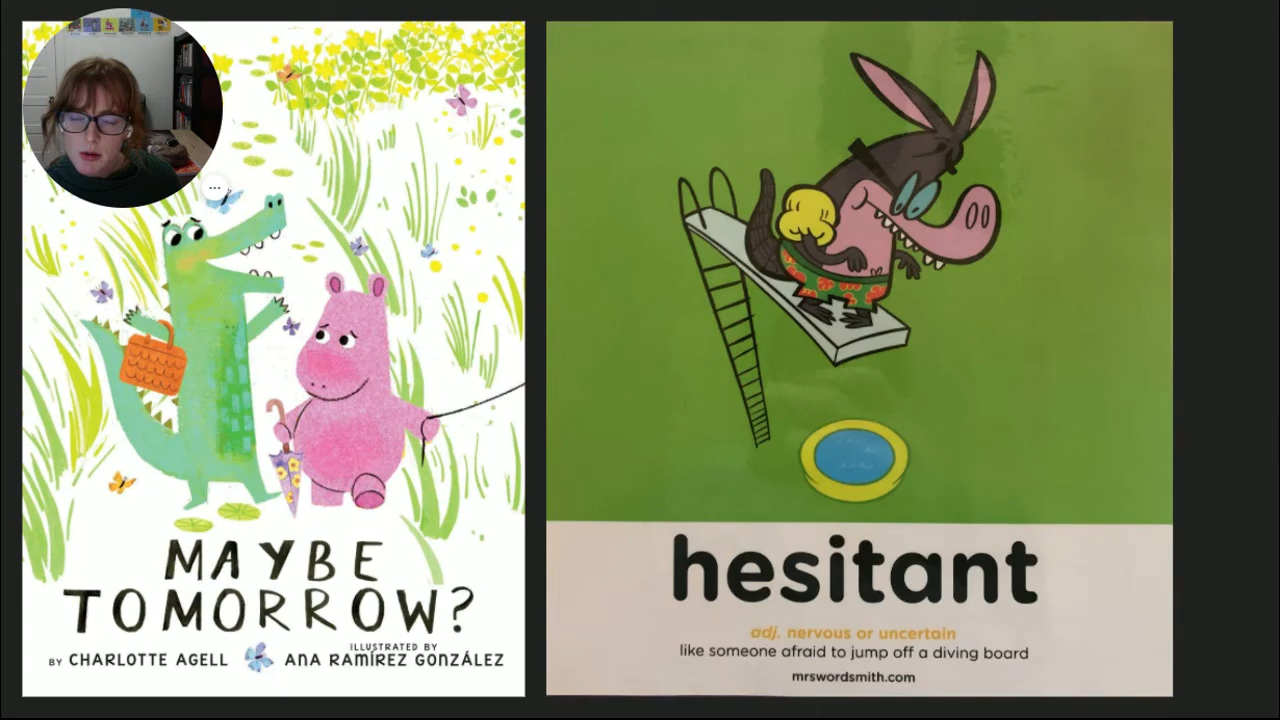 MAYBE
TOMORROW?
BY CHARLOTTE AGELL
ILLUSTRATED BY
ANA RAMÍREZ GONZÁLEZ
hesitant
adj. nervous or uncertain
like someone afraid to jump off a diving board
mrswordsmith.com